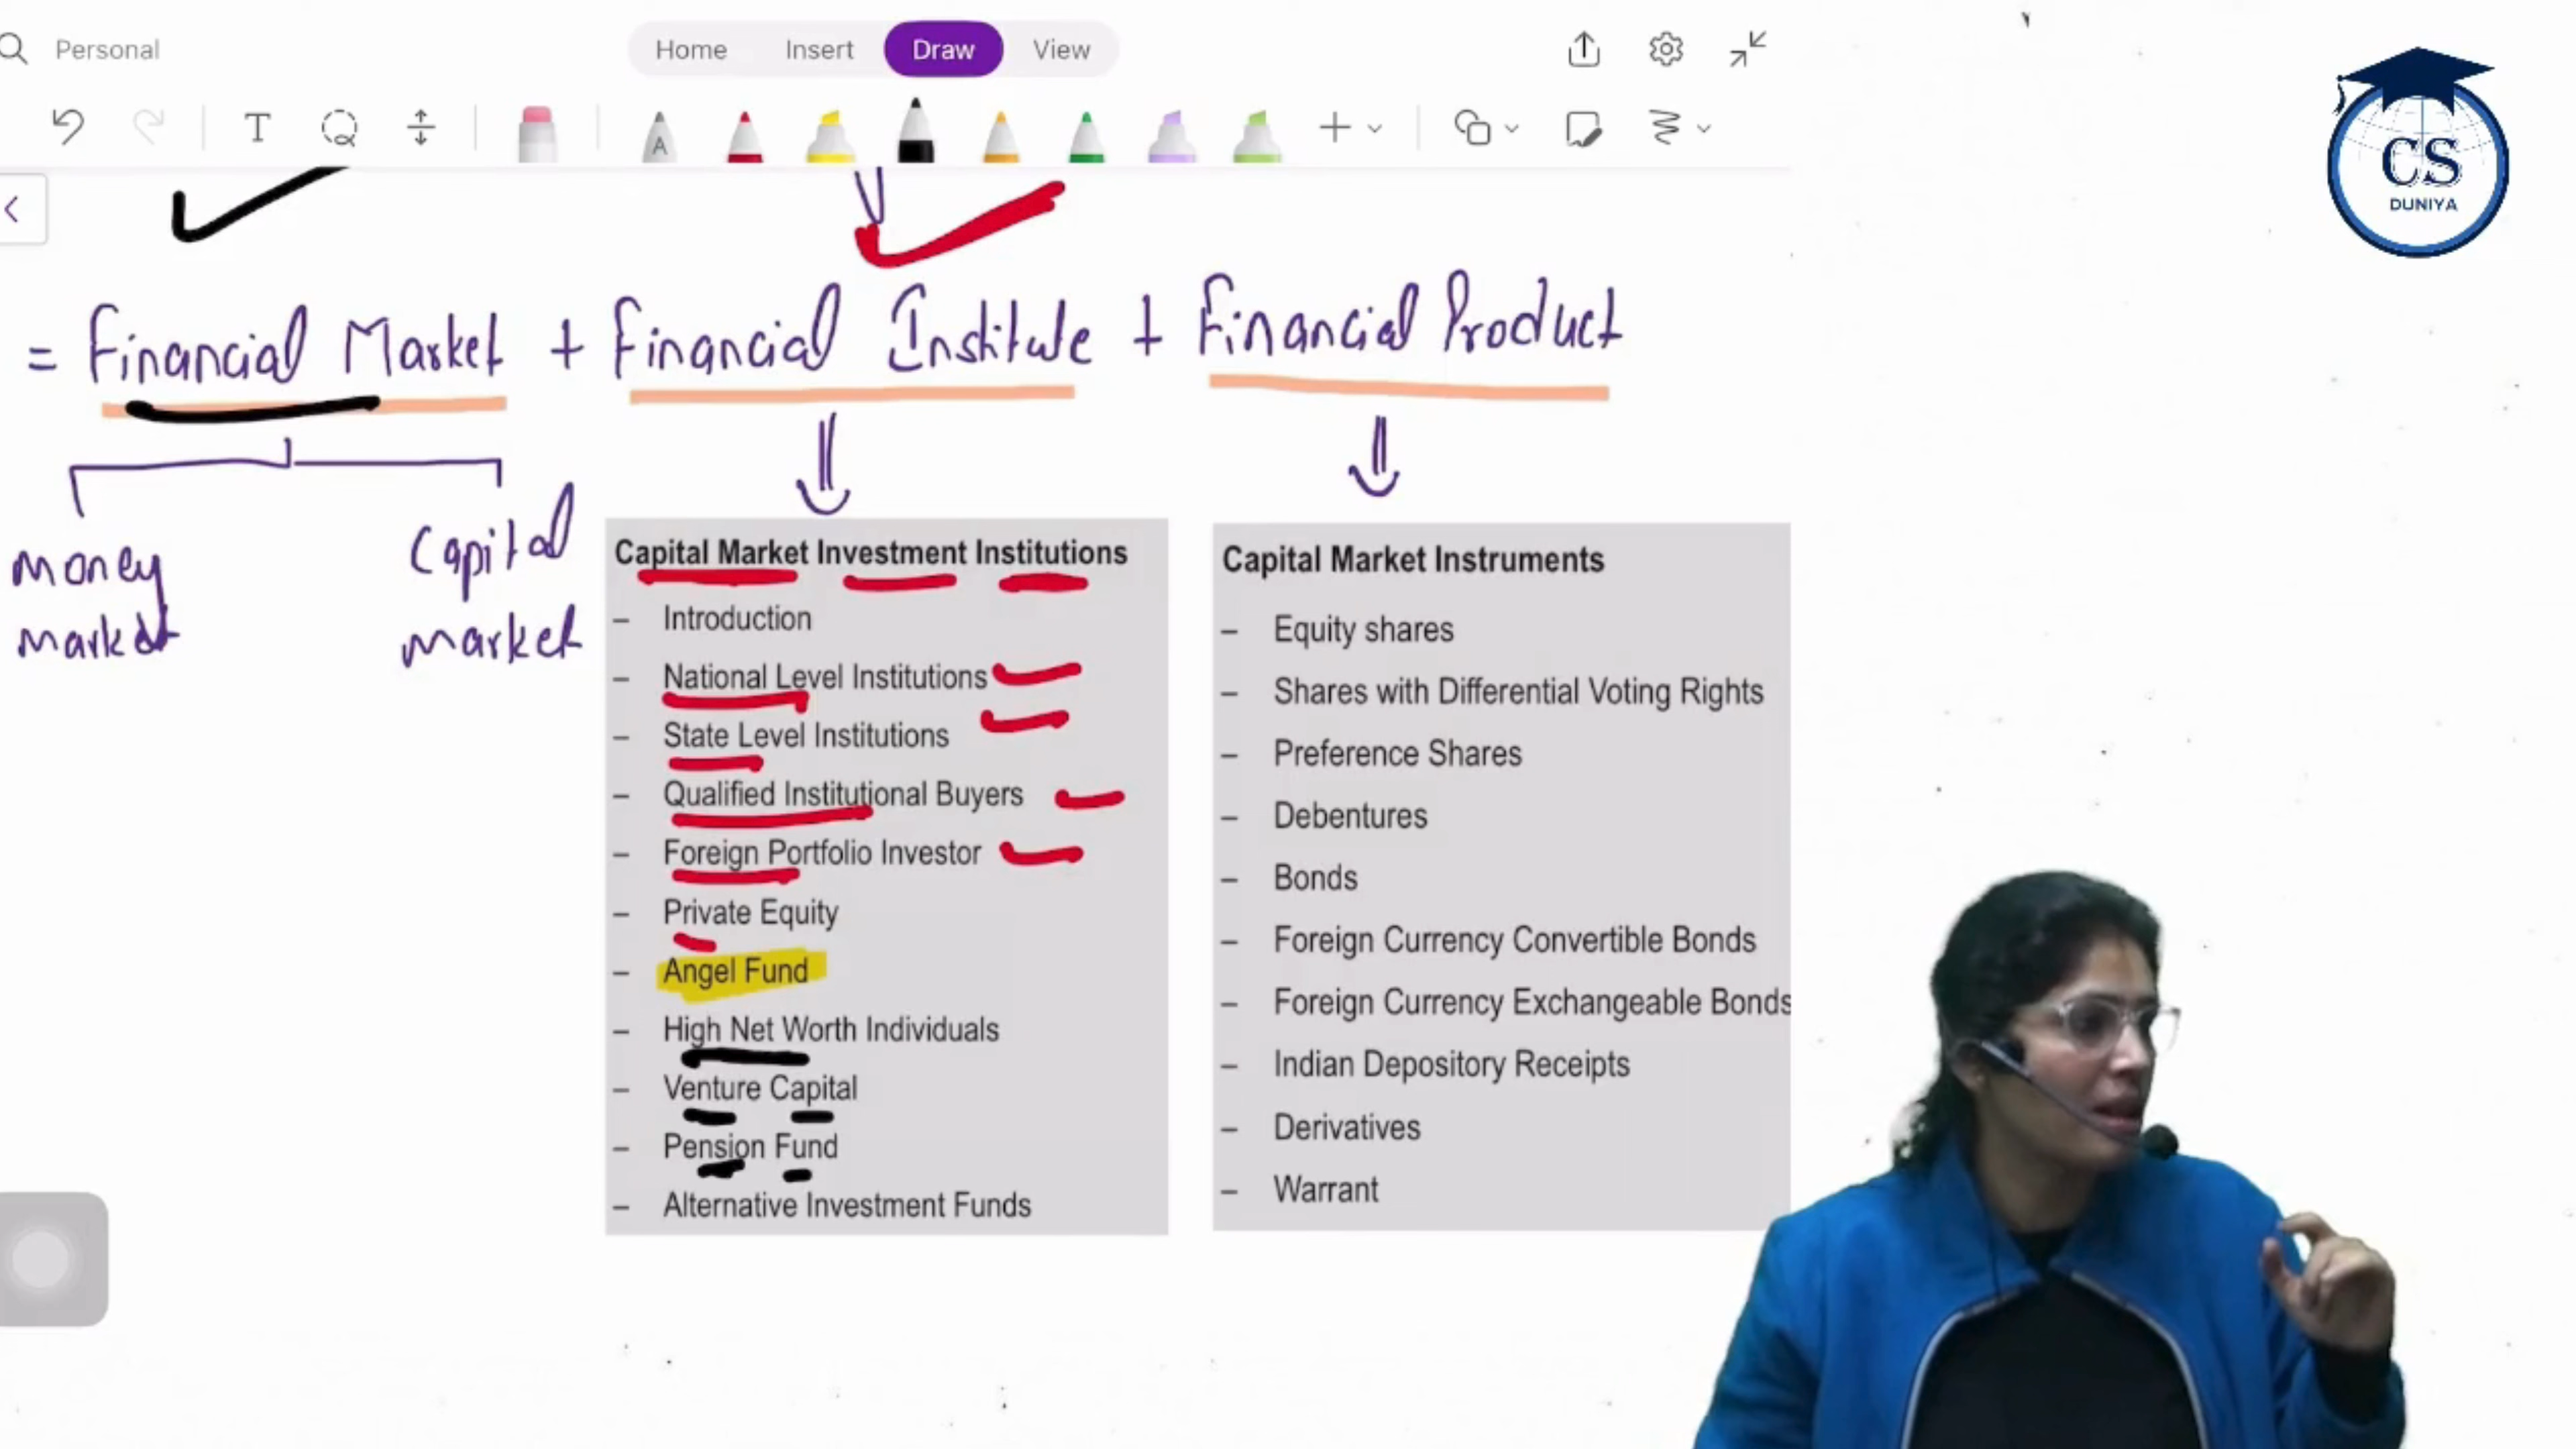 Personal
Home Insert Draw View
T
A
CS
DUNIYA
= Financial Market + Financial Institute + Financial Product
money market
Capital market
Capital Market Investment Institutions
– Introduction
– National Level Institutions
– State Level Institutions
– Qualified Institutional Buyers
– Foreign Portfolio Investor
– Private Equity
– Angel Fund
– High Net Worth Individuals
– Venture Capital
– Pension Fund
– Alternative Investment Funds
Capital Market Instruments
– Equity shares
– Shares with Differential Voting Rights
– Preference Shares
– Debentures
– Bonds
– Foreign Currency Convertible Bonds
– Foreign Currency Exchangeable Bonds
– Indian Depository Receipts
– Derivatives
– Warrant